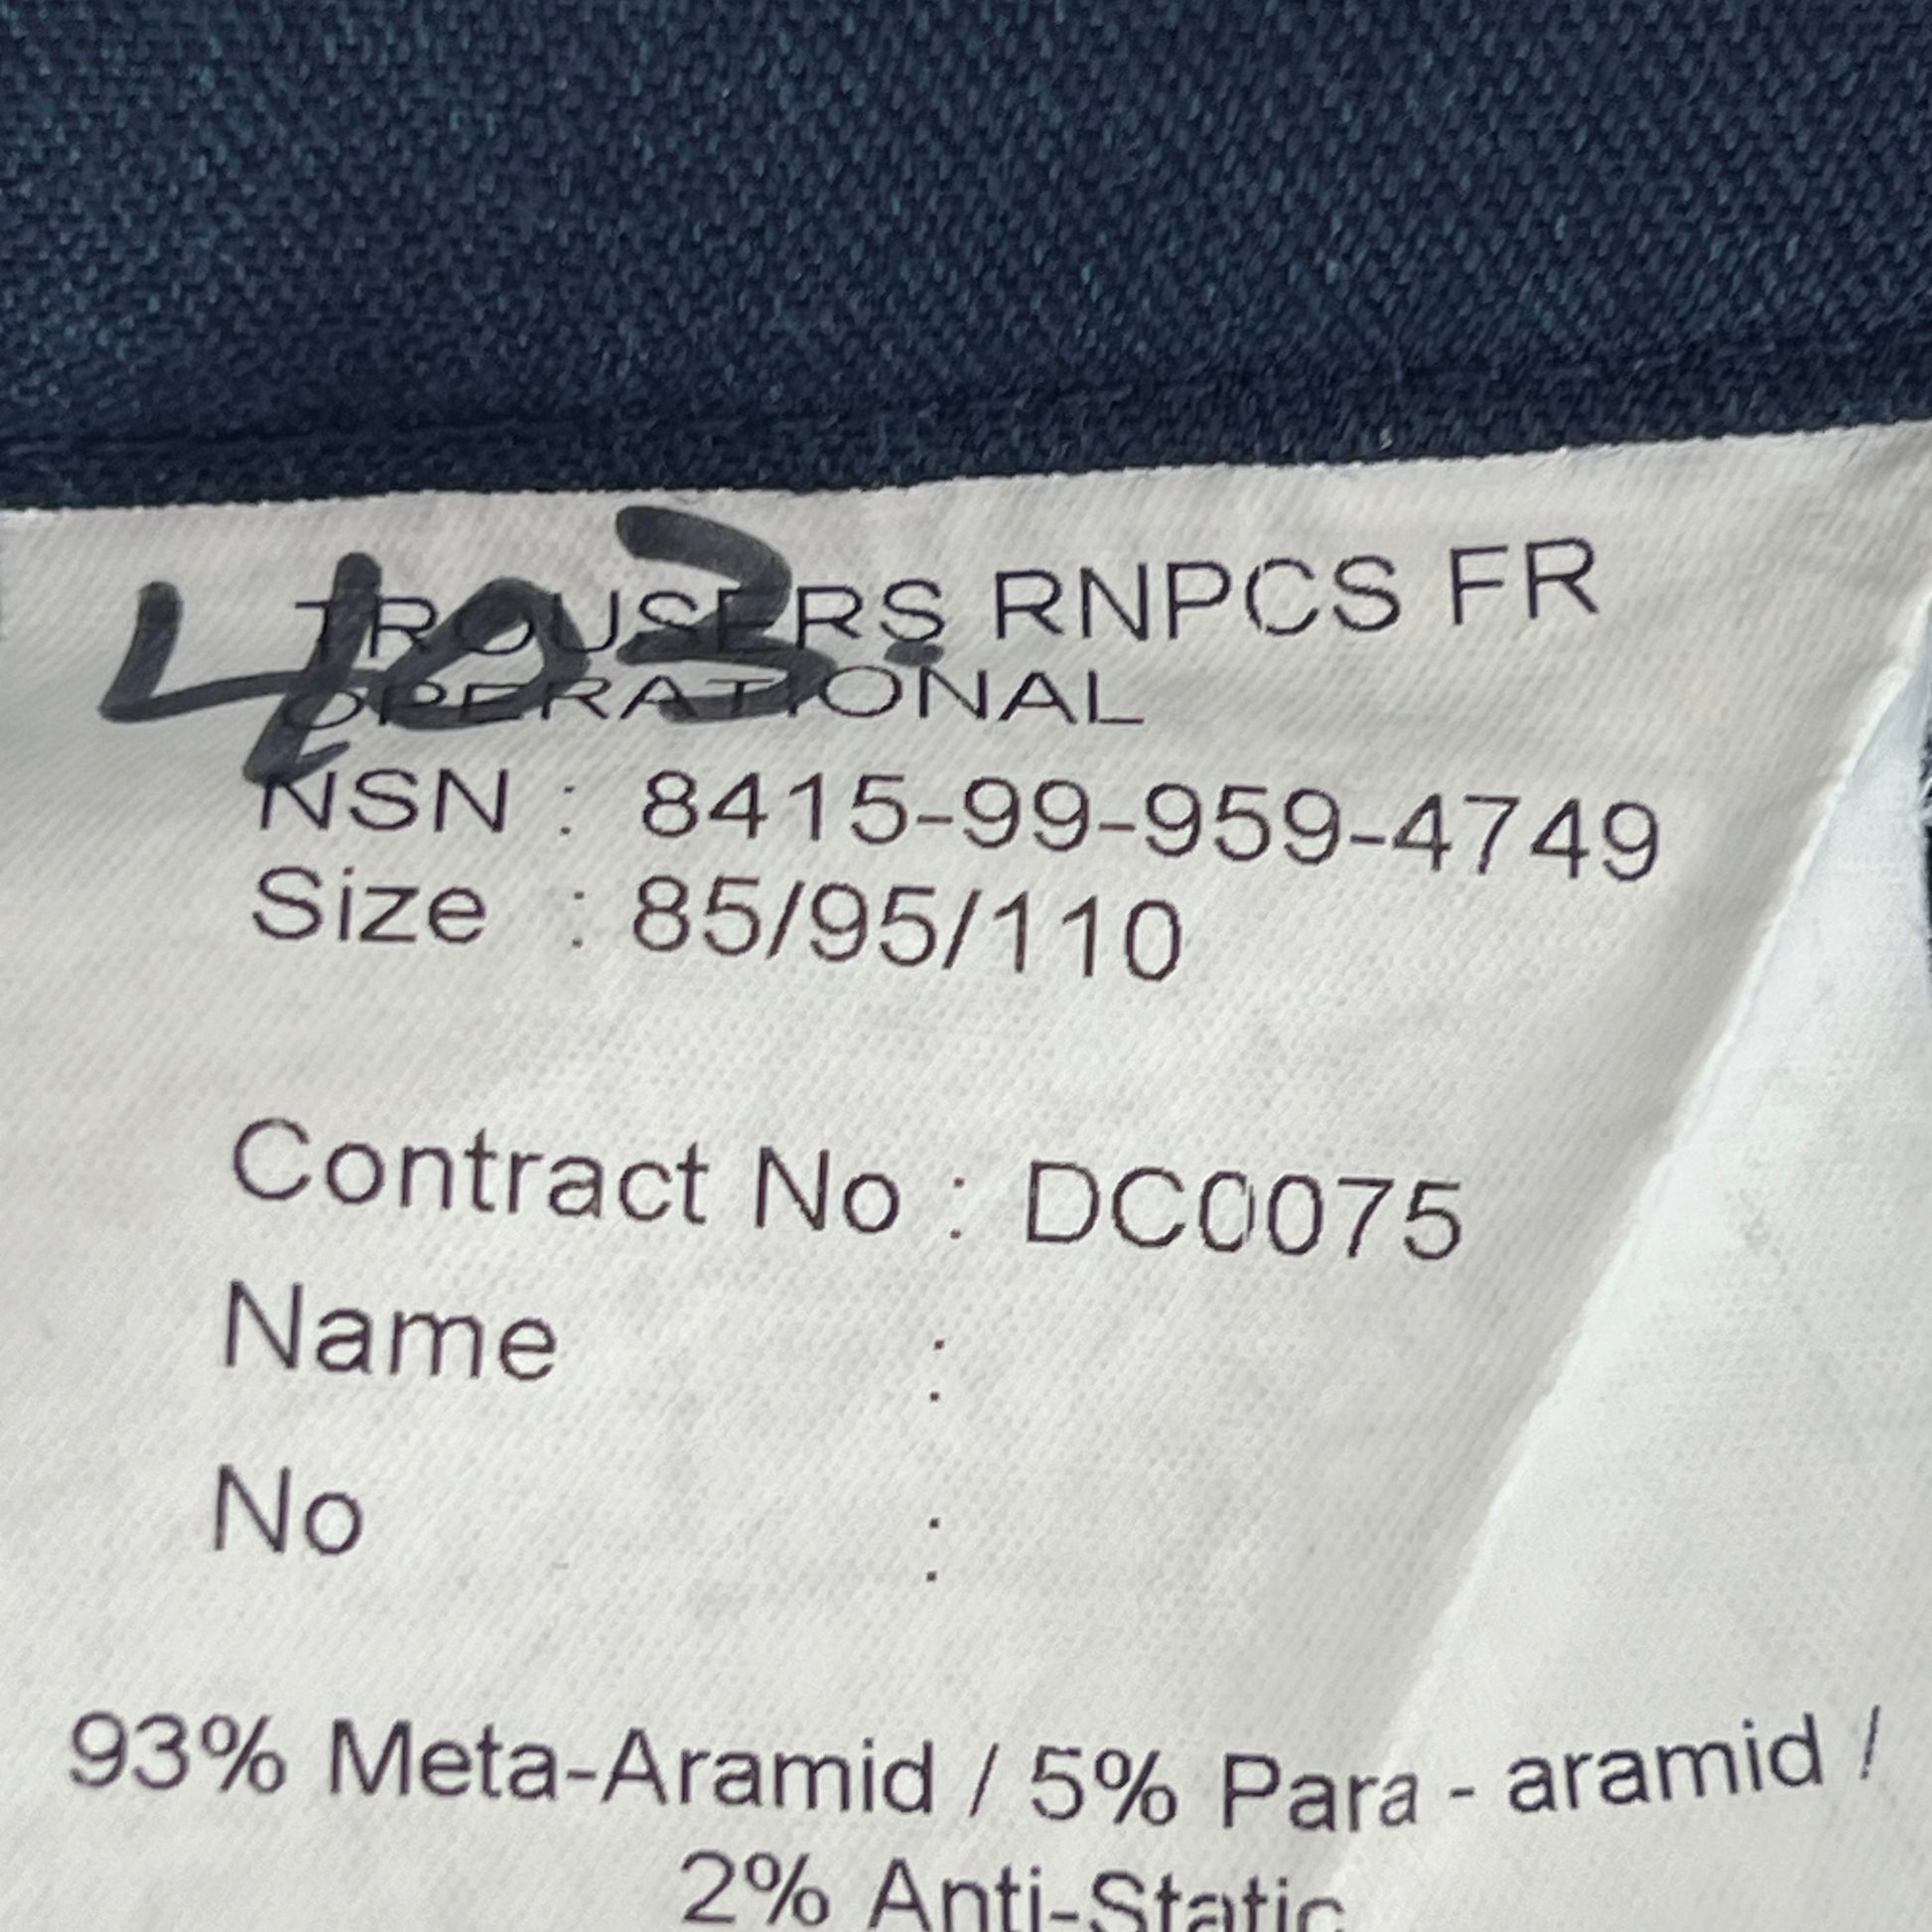 403.
TROUSERS RNPCS FR
OPERATIONAL
NSN : 8415-99-959-4749
Size : 85/95/110
Contract No : DC0075
Name :
No :
93% Meta-Aramid / 5% Para - aramid /
2% Anti-Static